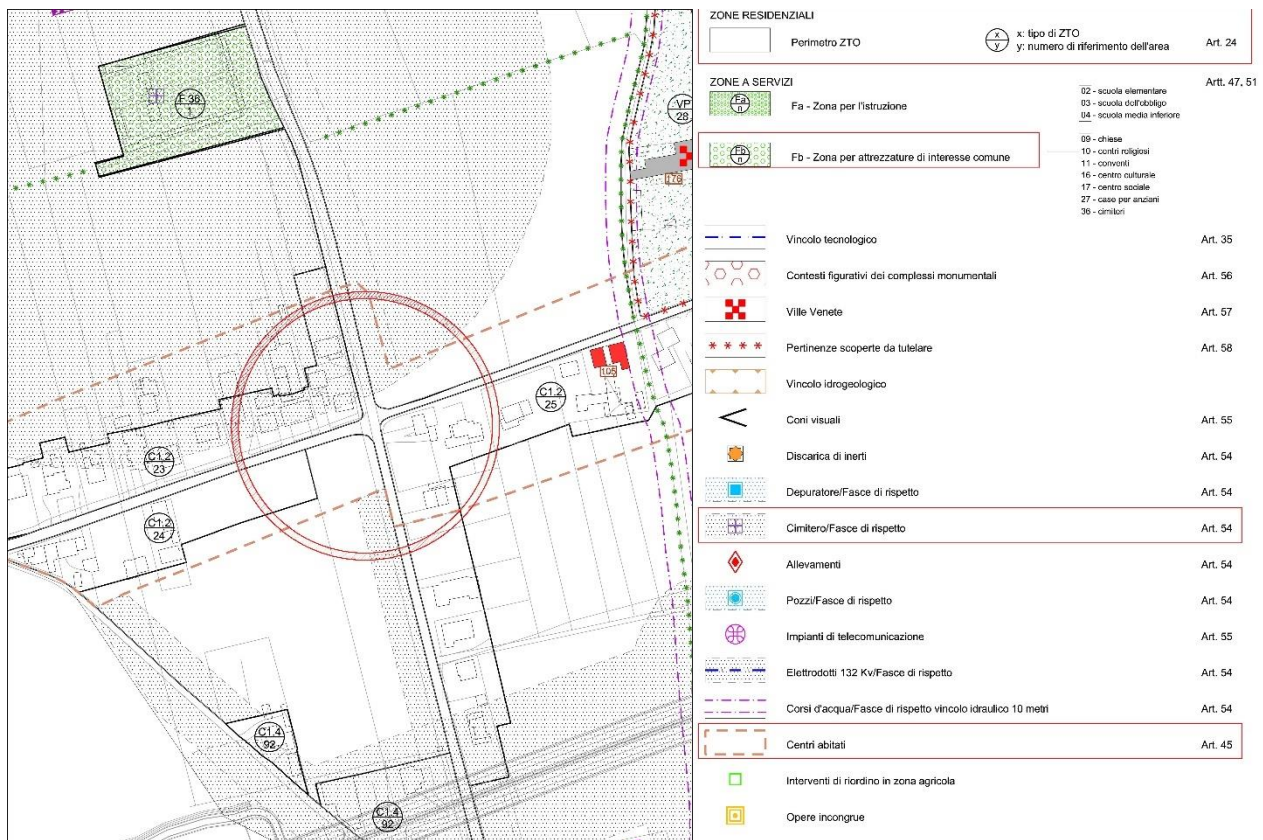 F 36
1
VP
28
176
C1.2
25
105
C1.2
23
C1.2
24
C1.4
92
C1.4
92
ZONE RESIDENZIALI
Perimetro ZTO
x
y
x: tipo di ZTO
y: numero di riferimento dell'area
Art. 24
ZONE A SERVIZI
Artt. 47, 51
Fa
n
Fa - Zona per l'istruzione
02 - scuola elementare
03 - scuola dell'obbligo
04 - scuola media inferiore
Fb
n
Fb - Zona per attrezzature di interesse comune
09 - chiese
10 - centri religiosi
11 - conventi
16 - centro culturale
17 - centro sociale
27 - case per anziani
36 - cimiteri
Vincolo tecnologico Art. 35
Contesti figurativi dei complessi monumentali Art. 56
Ville Venete Art. 57
Pertinenze scoperte da tutelare Art. 58
Vincolo idrogeologico
Coni visuali Art. 55
Discarica di inerti Art. 54
Depuratore/Fasce di rispetto Art. 54
Cimitero/Fasce di rispetto Art. 54
Allevamenti Art. 54
Pozzi/Fasce di rispetto Art. 54
Impianti di telecomunicazione Art. 55
Elettrodotti 132 Kv/Fasce di rispetto Art. 54
Corsi d'acqua/Fasce di rispetto vincolo idraulico 10 metri Art. 54
Centri abitati Art. 45
Interventi di riordino in zona agricola
Opere incongrue